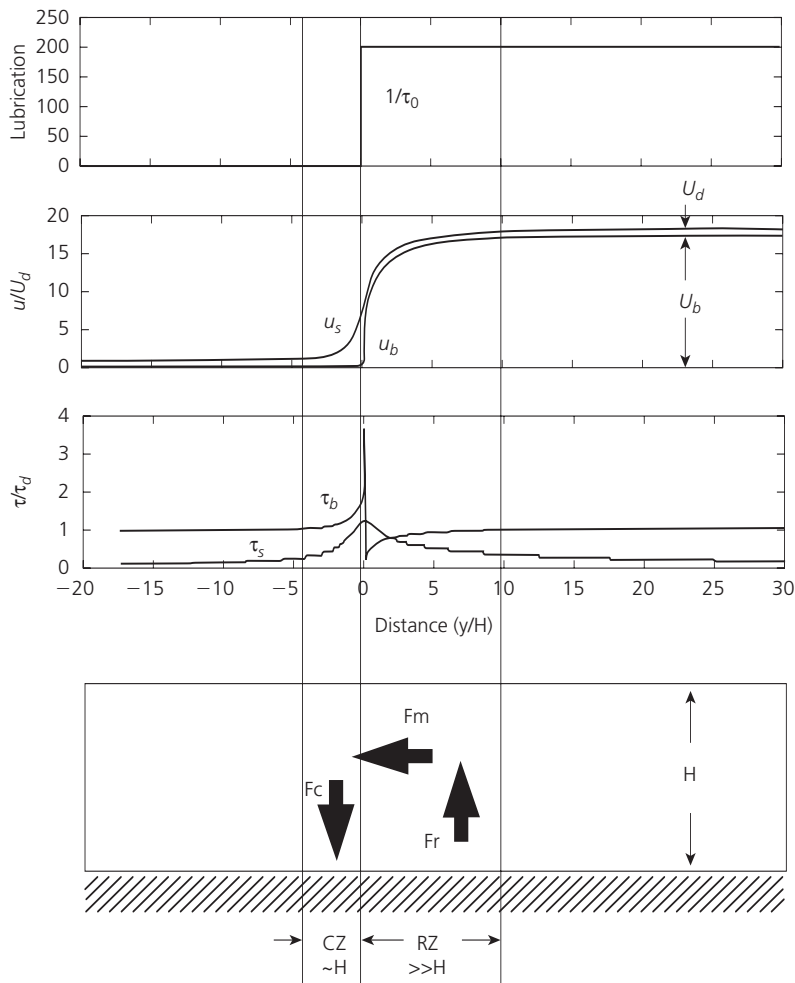 250
200
150
100
50
0
Lubrication
1/τ0
20
15
10
5
0
u/Ud
us
ub
Ud
Ub
4
3
2
1
0
τ/τd
τb
τs
−20 −15 −10 −5 0 5 10 15 20 25 30
Distance (y/H)
Fm
Fc
Fr
H
CZ RZ
~H >>H